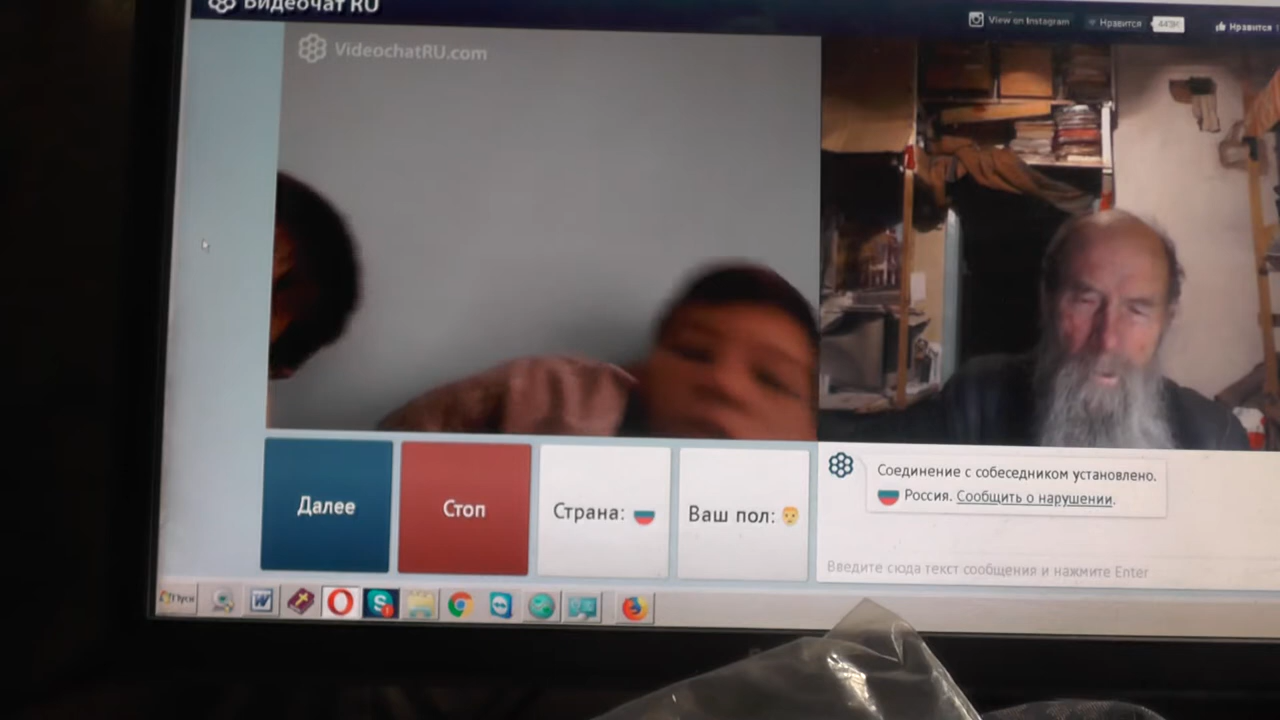 Видеочат RU
View on Instagram
Нравится
443K
Нравится
VideochatRU.com
Далее
Стоп
Страна:
Ваш пол:
Соединение с собеседником установлено.
Россия. Сообщить о нарушении.
Введите сюда текст сообщения и нажмите Enter
Пуск